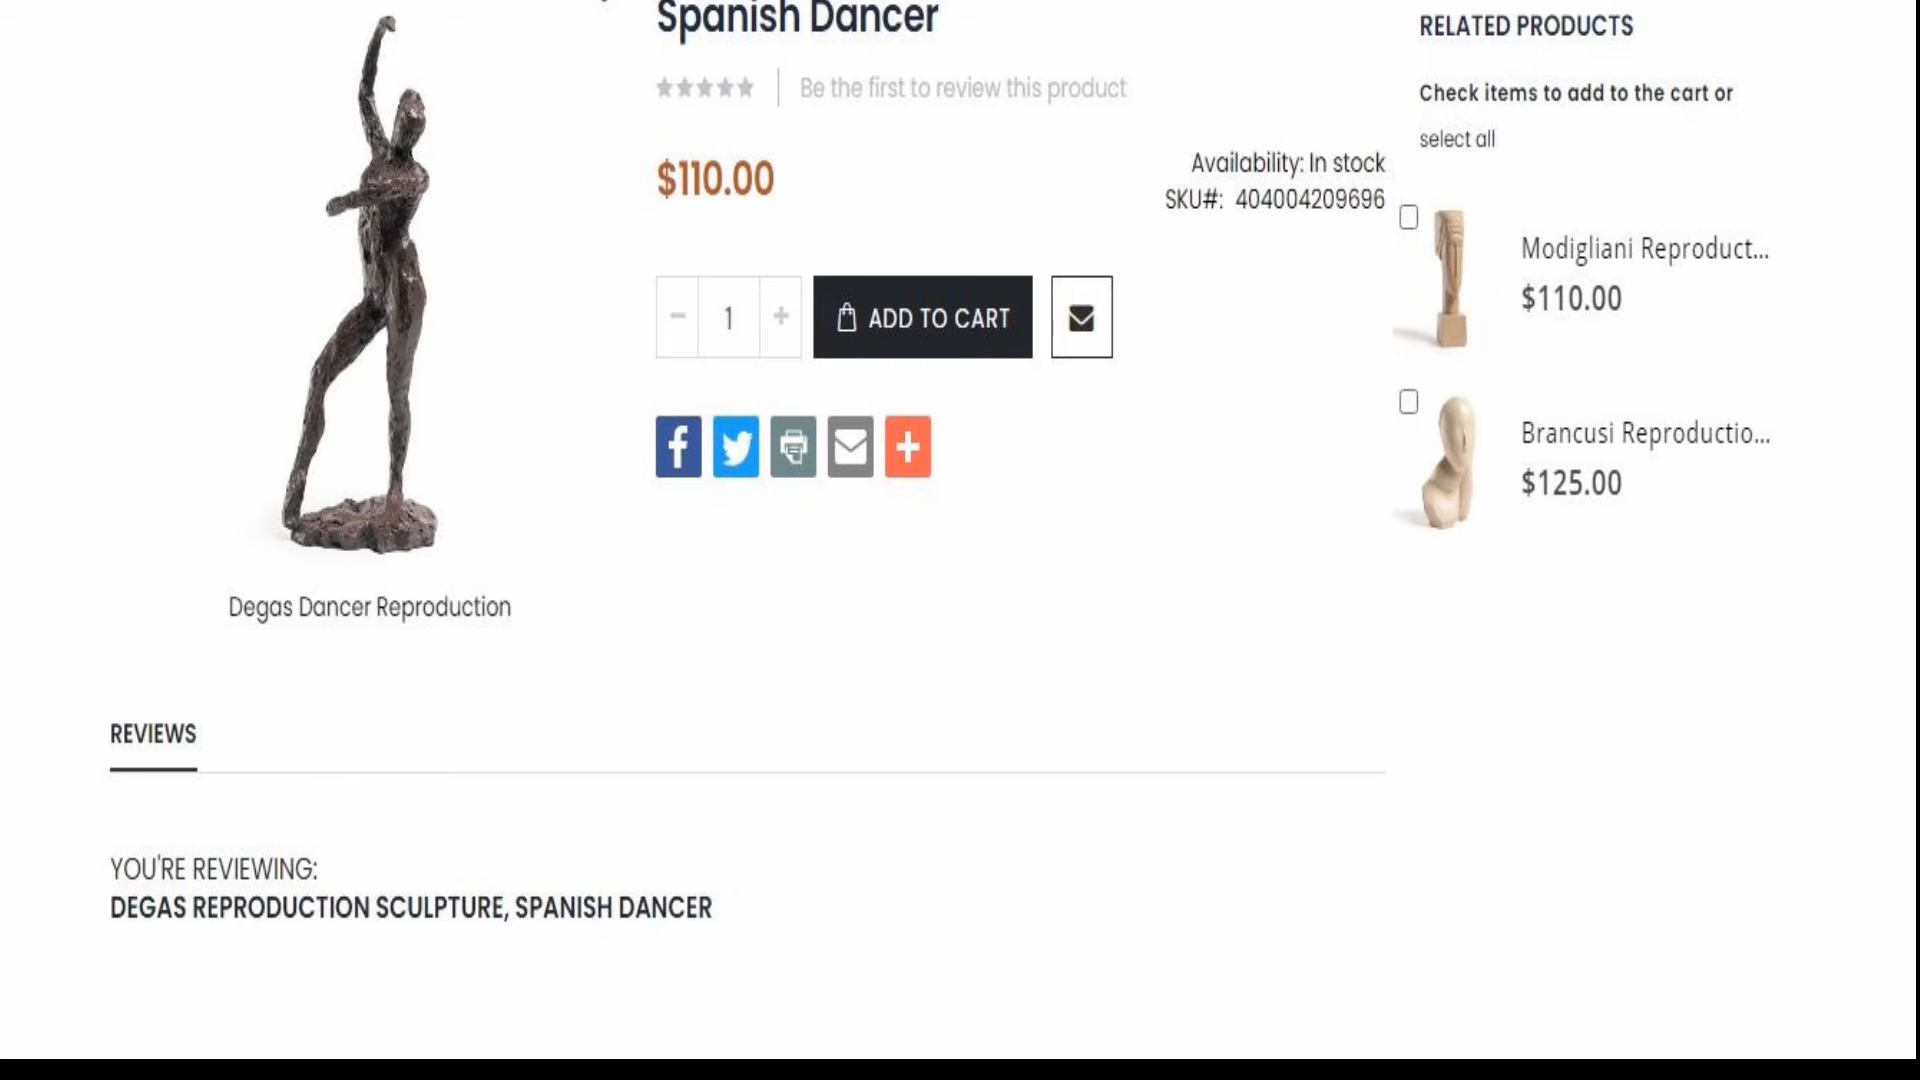 Spanish Dancer
Be the first to review this product
$110.00
Availability: In stock
SKU#: 404004209696
1
ADD TO CART
Degas Dancer Reproduction
RELATED PRODUCTS
Check items to add to the cart or
select all
Modigliani Reproduct...
$110.00
Brancusi Reproductio...
$125.00
REVIEWS
YOU'RE REVIEWING:
DEGAS REPRODUCTION SCULPTURE, SPANISH DANCER